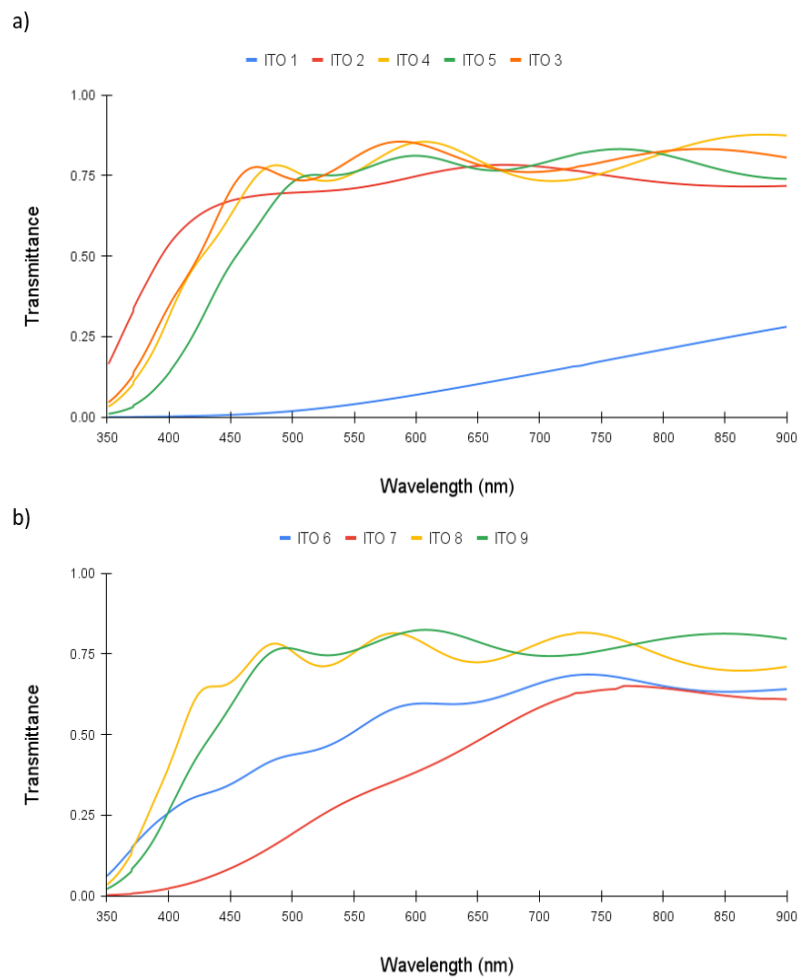 a)
ITO 1 ITO 2 ITO 4 ITO 5 ITO 3
1.00
0.75
0.50
0.25
0.00
Transmittance
350 400 450 500 550 600 650 700 750 800 850 900
Wavelength (nm)
b)
ITO 6 ITO 7 ITO 8 ITO 9
1.00
0.75
0.50
0.25
0.00
Transmittance
350 400 450 500 550 600 650 700 750 800 850 900
Wavelength (nm)